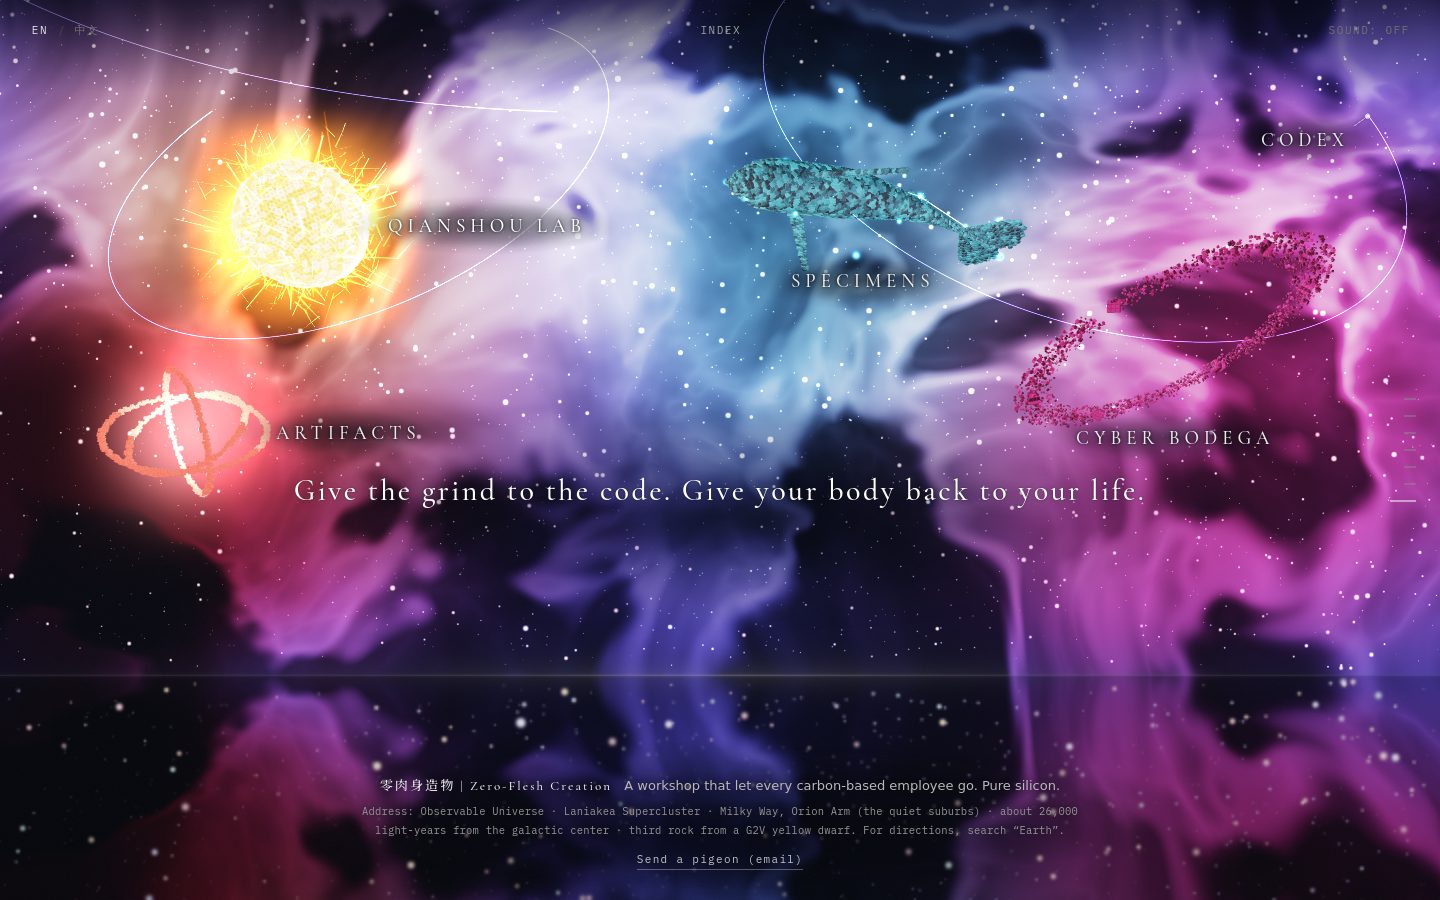 EN / 中文
INDEX
SOUND: OFF
CODEX
QIANSHOU LAB
SPECIMENS
ARTIFACTS
CYBER BODEGA
Give the grind to the code. Give your body back to your life.
零肉身造物 | Zero-Flesh Creation A workshop that let every carbon-based employee go. Pure silicon.
Address: Observable Universe · Laniakea Supercluster · Milky Way, Orion Arm (the quiet suburbs) · about 26,000
light-years from the galactic center · third rock from a G2V yellow dwarf. For directions, search “Earth”.
Send a pigeon (email)